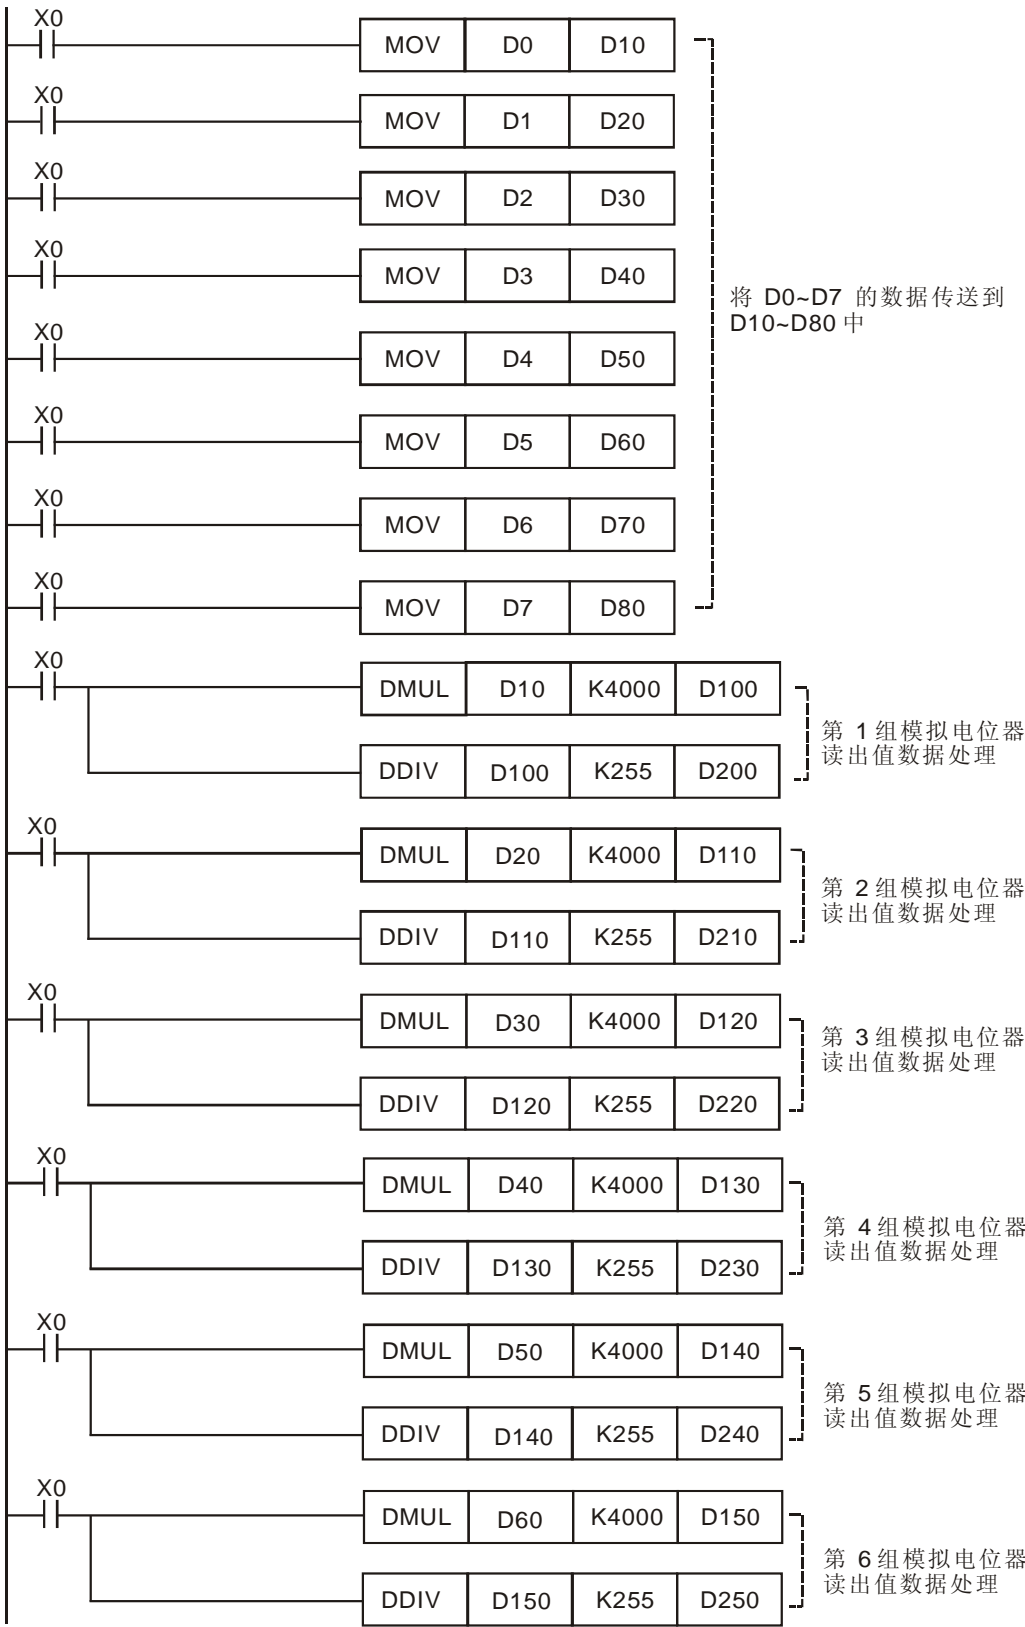 X0
MOV D0 D10
X0
MOV D1 D20
X0
MOV D2 D30
X0
MOV D3 D40
将 D0~D7 的数据传送到
D10~D80 中
X0
MOV D4 D50
X0
MOV D5 D60
X0
MOV D6 D70
X0
MOV D7 D80
X0
DMUL D10 K4000 D100
第 1 组模拟电位器
读出值数据处理
DDIV D100 K255 D200
X0
DMUL D20 K4000 D110
第 2 组模拟电位器
读出值数据处理
DDIV D110 K255 D210
X0
DMUL D30 K4000 D120
第 3 组模拟电位器
读出值数据处理
DDIV D120 K255 D220
X0
DMUL D40 K4000 D130
第 4 组模拟电位器
读出值数据处理
DDIV D130 K255 D230
X0
DMUL D50 K4000 D140
第 5 组模拟电位器
读出值数据处理
DDIV D140 K255 D240
X0
DMUL D60 K4000 D150
第 6 组模拟电位器
读出值数据处理
DDIV D150 K255 D250